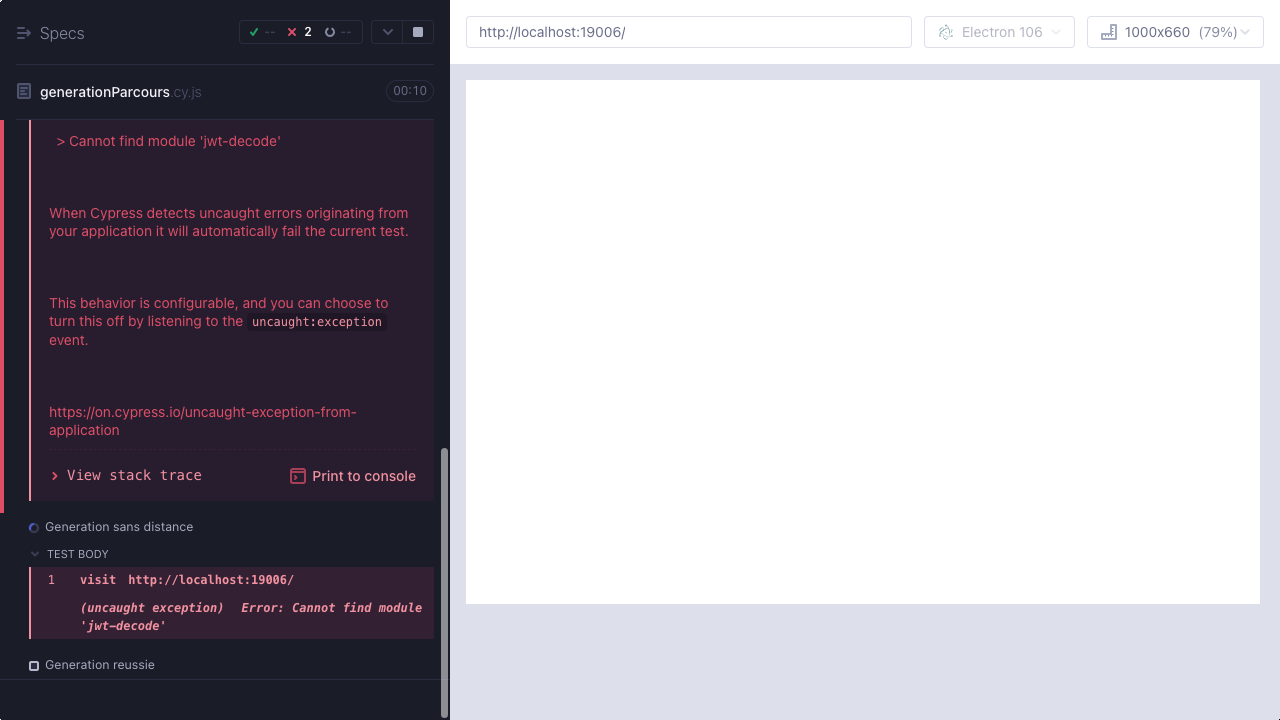 Specs
-- 2 --
http://localhost:19006/
Electron 106
1000x660 (79%)
generationParcours.cy.js
00:10
> Cannot find module 'jwt-decode'
When Cypress detects uncaught errors originating from
your application it will automatically fail the current test.
This behavior is configurable, and you can choose to
turn this off by listening to the uncaught:exception
event.
https://on.cypress.io/uncaught-exception-from-
application
View stack trace
Print to console
Generation sans distance
TEST BODY
1 visit http://localhost:19006/
(uncaught exception) Error: Cannot find module
'jwt-decode'
Generation reussie